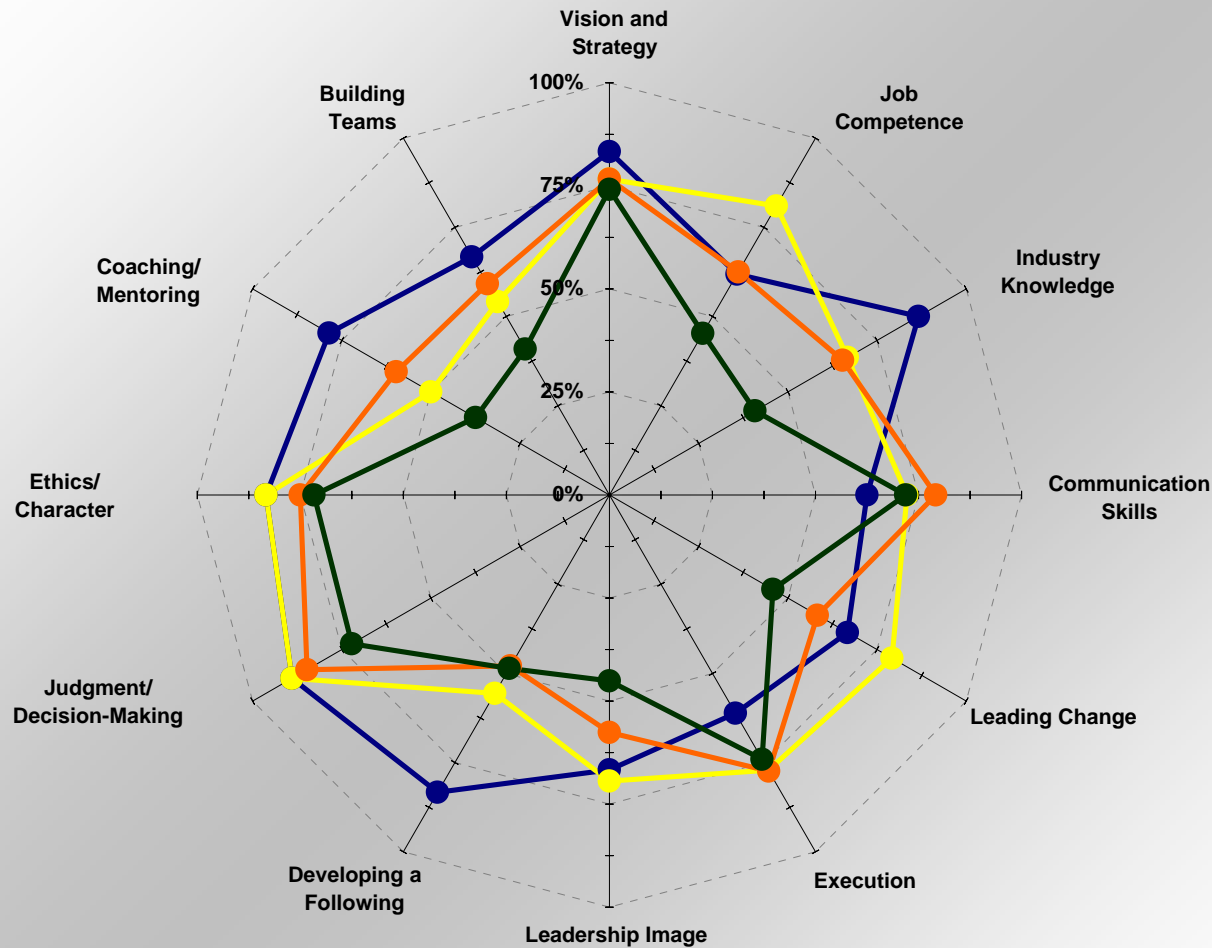 Vision and
Strategy
100%
Building
Teams
Job
Competence
75%
Coaching/
Mentoring
Industry
Knowledge
50%
25%
Ethics/
Character
0%
Communication
Skills
Judgment/
Decision-Making
Leading Change
Developing a
Following
Execution
Leadership Image